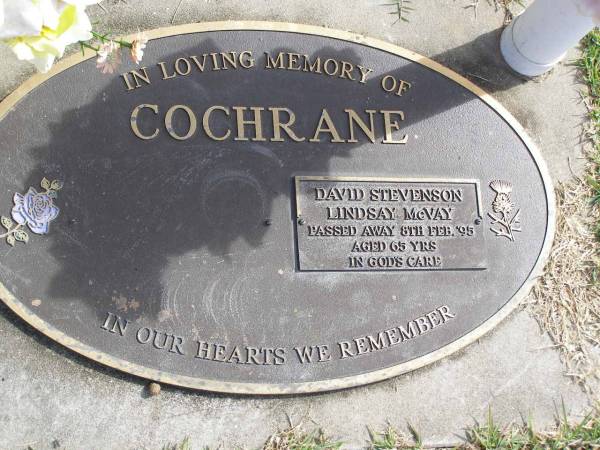 IN LOVING MEMORY OF
COCHRANE
DAVID STEVENSON
LINDSAY McVAY
PASSED AWAY 8TH FEB. '95
AGED 65 YRS
IN GOD'S CARE
IN OUR HEARTS WE REMEMBER